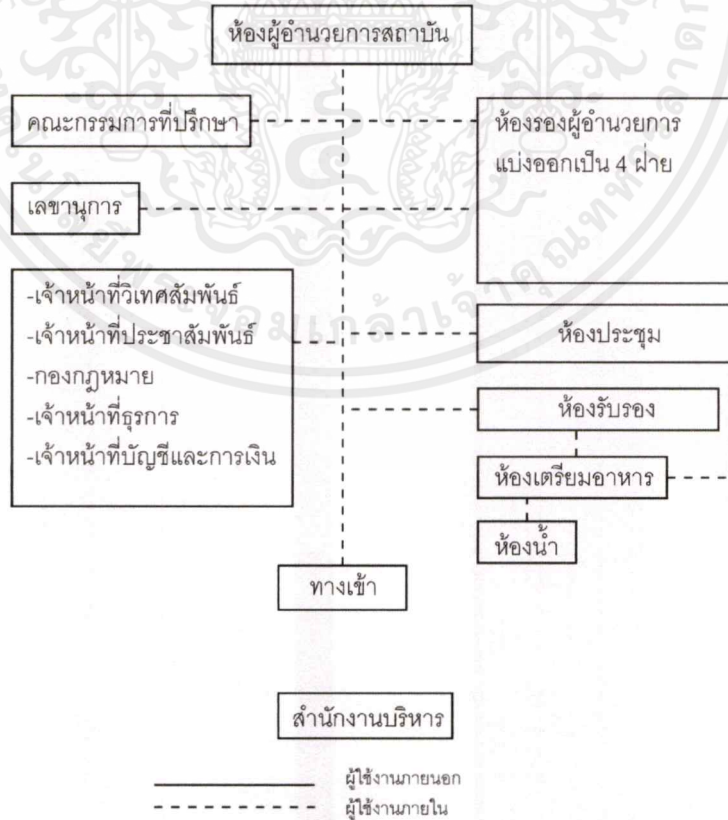 ห้องผู้อำนวยการสถาบัน
คณะกรรมการที่ปรึกษา
ห้องรองผู้อำนวยการ
แบ่งออกเป็น 4 ฝ่าย
เลขานุการ
-เจ้าหน้าที่วิเทศสัมพันธ์
-เจ้าหน้าที่ประชาสัมพันธ์
-กองกฎหมาย
-เจ้าหน้าที่ธุรการ
-เจ้าหน้าที่บัญชีและการเงิน
ห้องประชุม
ห้องรับรอง
ห้องเตรียมอาหาร
ห้องน้ำ
ทางเข้า
สำนักงานบริหาร
ผู้ใช้งานภายนอก
ผู้ใช้งานภายใน